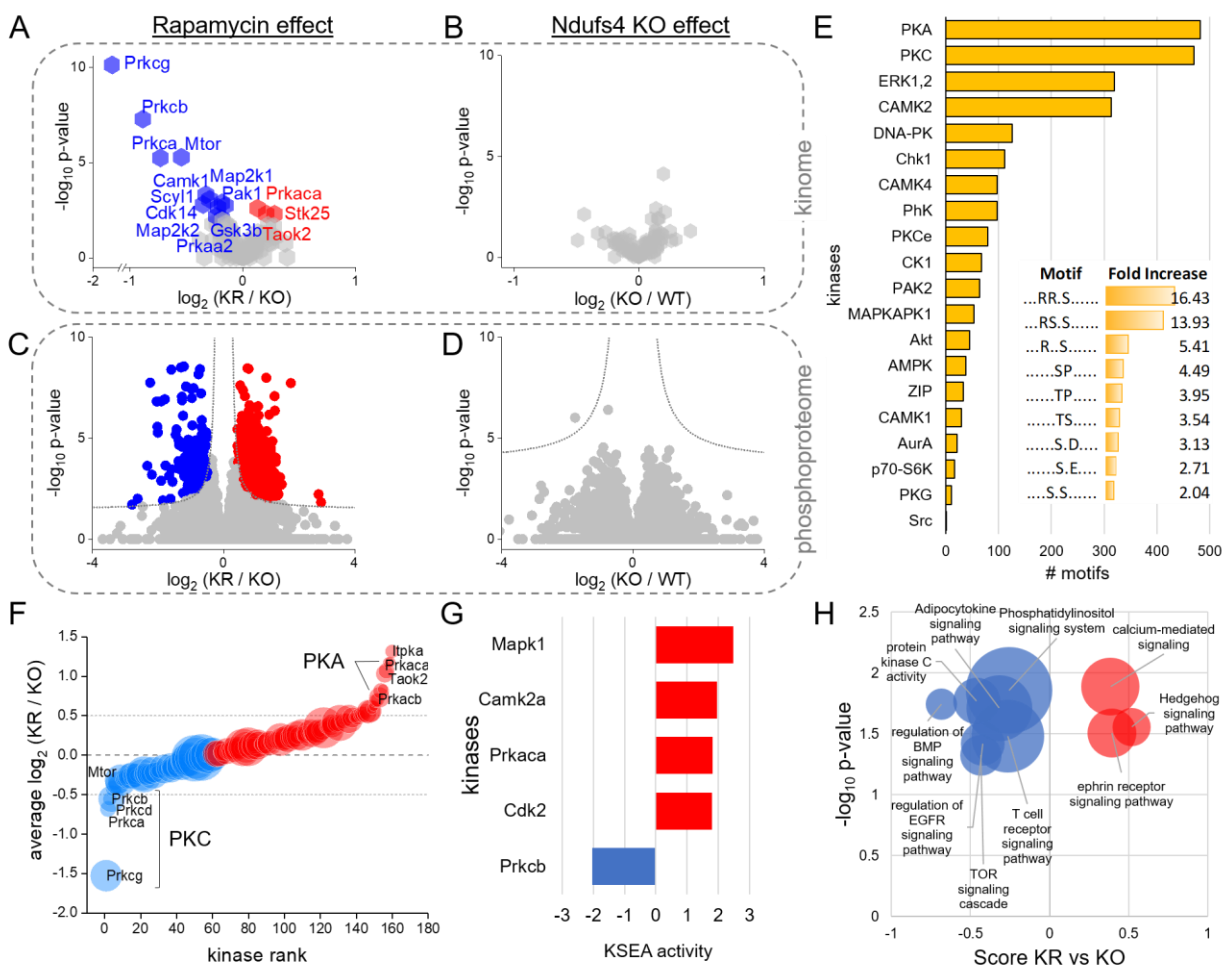 A
Rapamycin effect
10
5
0
-log10 p-value
Prkcg
Prkcb
Prkca Mtor
Camk1 Map2k1
Scyl1 Pak1 Prkaca
Cdk14 Stk25
Map2k2 Gsk3b Taok2
Prkaa2
-2 -1 0 1
log2 (KR / KO)
B
Ndufs4 KO effect
10
5
0
-log10 p-value
-1 0 1
log2 (KO / WT)
kinome
C
10
5
0
-log10 p-value
-4 0 4
log2 (KR / KO)
D
10
5
0
-log10 p-value
-4 0 4
log2 (KO / WT)
phosphoproteome
E
kinases
PKA
PKC
ERK1,2
CAMK2
DNA-PK
Chk1
CAMK4
PhK
PKCe
CK1
PAK2
MAPKAPK1
Akt
AMPK
ZIP
CAMK1
AurA
p70-S6K
PKG
Src
0 100 200 300 400 500
# motifs
Motif Fold Increase
...RR.S...... 16.43
...RS.S...... 13.93
...R..S...... 5.41
......SP..... 4.49
......TP..... 3.95
......TS..... 3.54
......S.D.... 3.13
......S.E.... 2.71
....S.S...... 2.04
F
average log2 (KR / KO)
1.5
1.0
0.5
0.0
-0.5
-1.0
-1.5
-2.0
PKA
Itpka
Prkaca
Taok2
Prkacb
Mtor
Prkcb
Prkcd
Prkca
PKC
Prkcg
0 20 40 60 80 100 120 140 160 180
kinase rank
G
kinases
Mapk1
Camk2a
Prkaca
Cdk2
Prkcb
-3 -2 -1 0 1 2 3
KSEA activity
H
-log10 p-value
2.5
2
1.5
1
0.5
0
Adipocytokine
signaling
pathway
Phosphatidylinositol
signaling system
calcium-mediated
signaling
protein
kinase C
activity
Hedgehog
signaling
pathway
regulation of
BMP
signaling
pathway
ephrin receptor
signaling pathway
regulation of
EGFR
signaling
pathway
T cell
receptor
signaling
pathway
TOR
signaling
cascade
-1 -0.5 0 0.5 1
Score KR vs KO